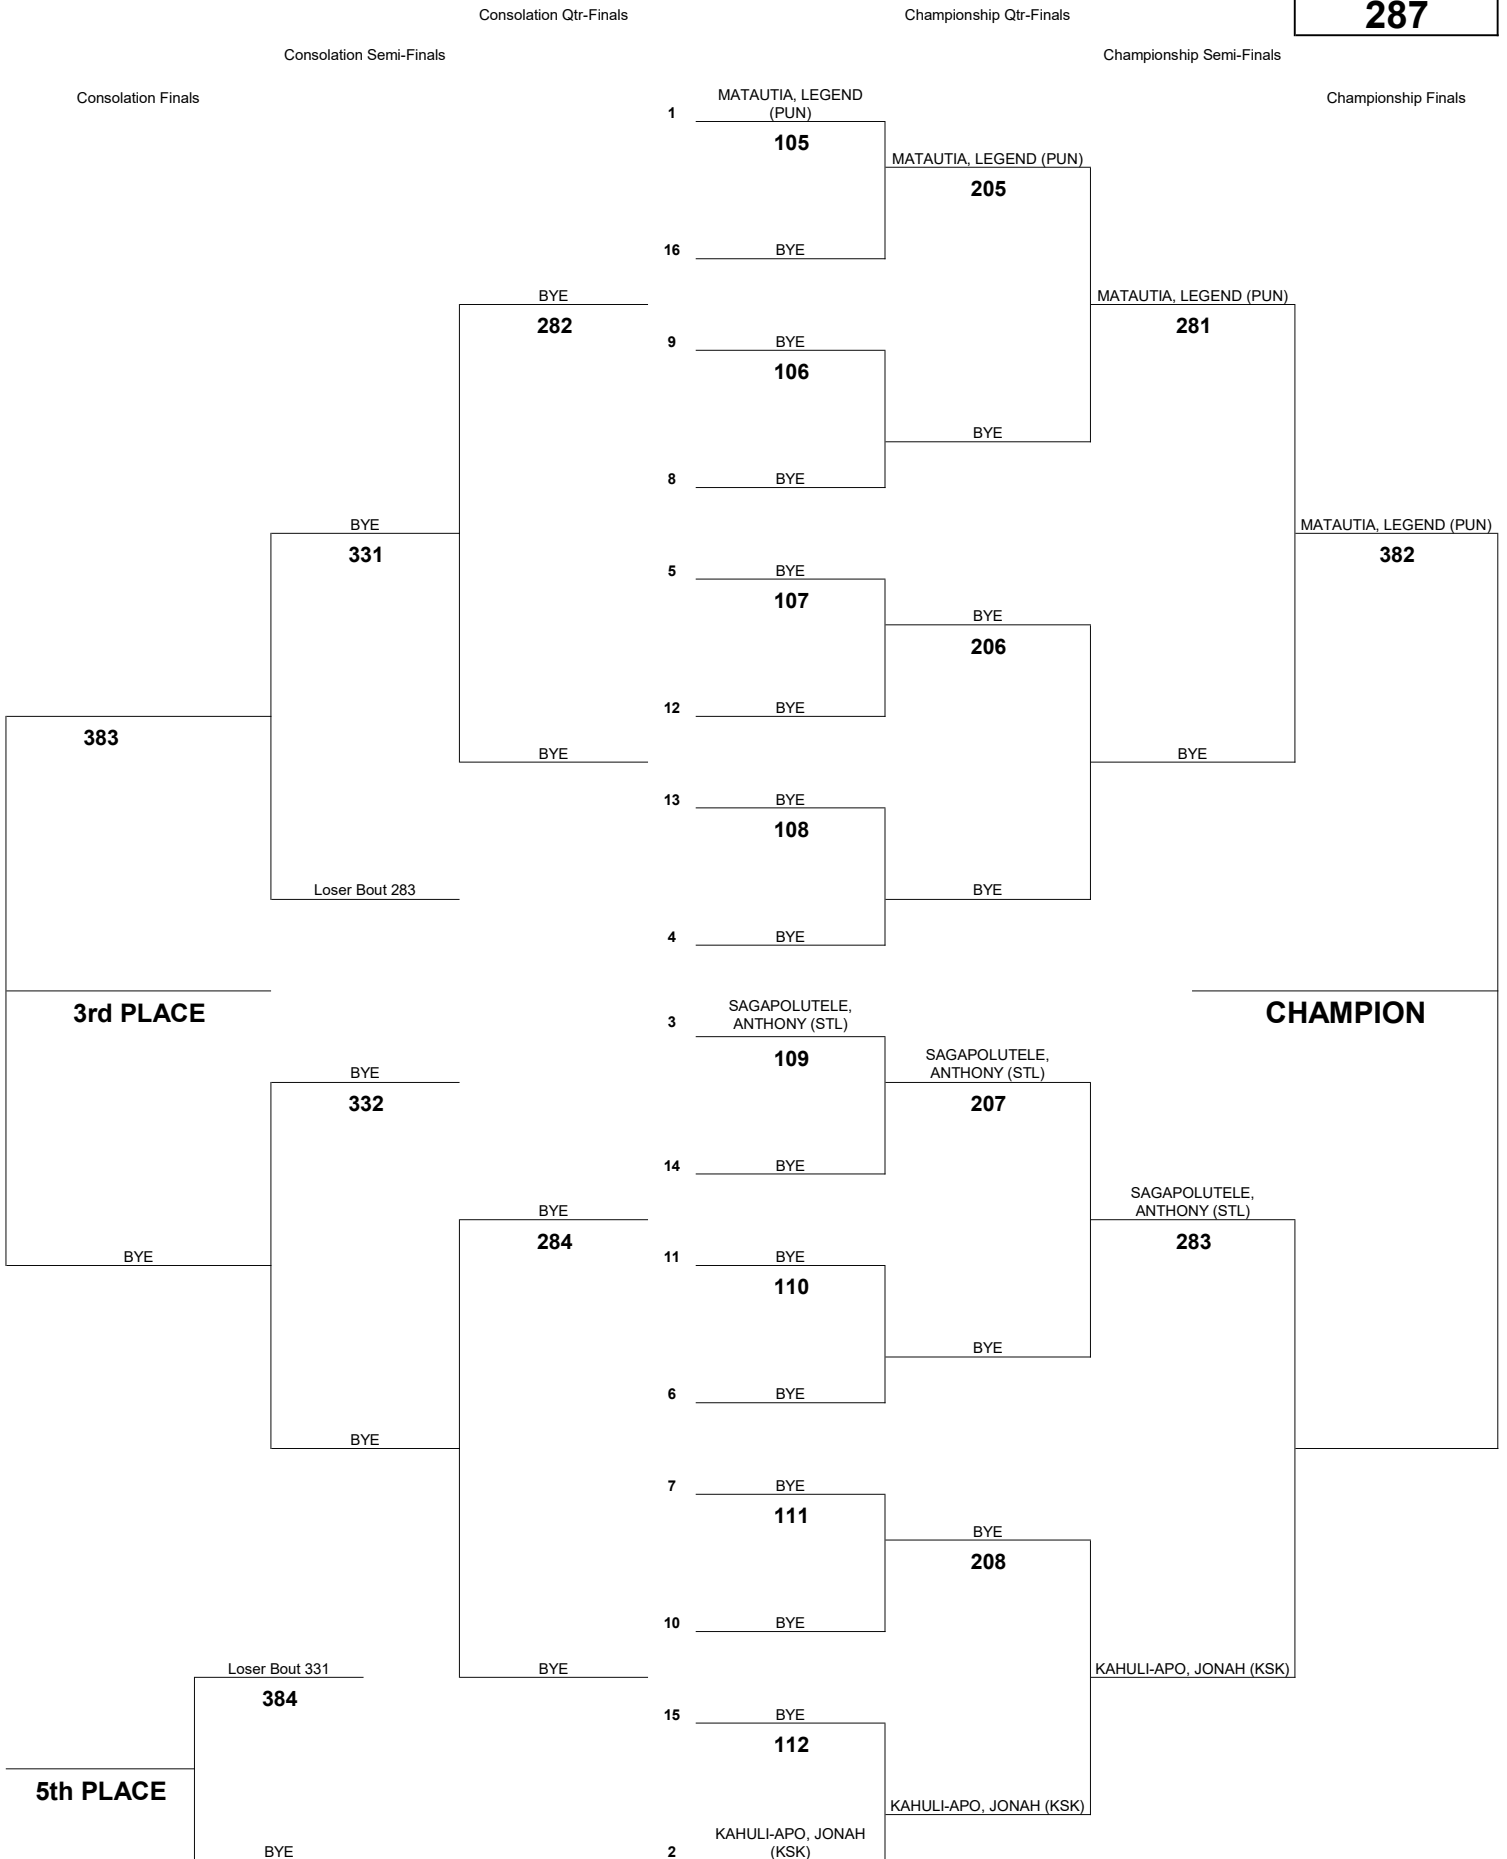 Consolation Qtr-Finals
Championship Qtr-Finals
287
Consolation Semi-Finals
Championship Semi-Finals
Consolation Finals
Championship Finals
1
MATAUTIA, LEGEND
(PUN)
105
MATAUTIA, LEGEND (PUN)
205
16
BYE
BYE
282
MATAUTIA, LEGEND (PUN)
281
9
BYE
106
BYE
8
BYE
BYE
331
MATAUTIA, LEGEND (PUN)
382
5
BYE
107
BYE
206
12
BYE
383
BYE
BYE
13
BYE
108
Loser Bout 283
BYE
4
BYE
3rd PLACE
CHAMPION
3
SAGAPOLUTELE,
ANTHONY (STL)
109
SAGAPOLUTELE,
ANTHONY (STL)
207
BYE
332
14
BYE
SAGAPOLUTELE,
ANTHONY (STL)
283
BYE
284
BYE
11
BYE
110
BYE
6
BYE
BYE
7
BYE
111
BYE
208
10
BYE
Loser Bout 331
384
BYE
KAHULI-APO, JONAH (KSK)
15
BYE
112
5th PLACE
KAHULI-APO, JONAH (KSK)
BYE
2
KAHULI-APO, JONAH
(KSK)